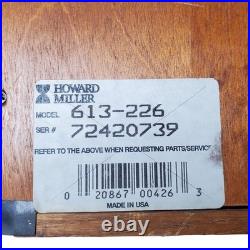 HOWARD
MILLER
MODEL 613-226
SER # 72420739
REFER TO THE ABOVE WHEN REQUESTING PARTS/SERVICE
0 20867 00426 3
MADE IN USA